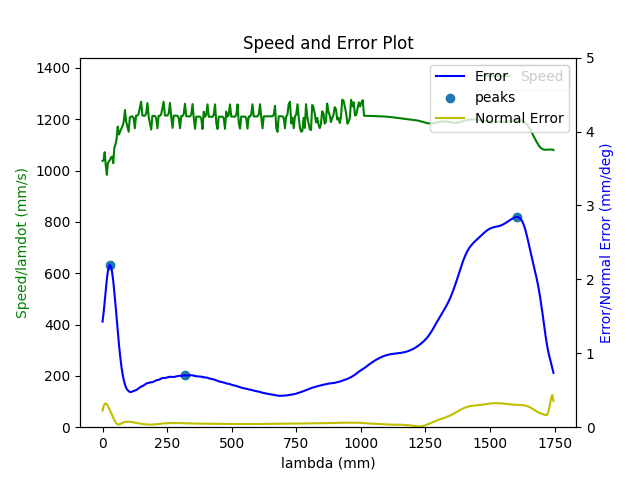 Speed and Error Plot
1400
1200
1000
800
600
400
200
0
Speed/lamdot (mm/s)
0 250 500 750 1000 1250 1500 1750
lambda (mm)
5
4
3
2
1
0
Error/Normal Error (mm/deg)
Error
Speed
peaks
Normal Error